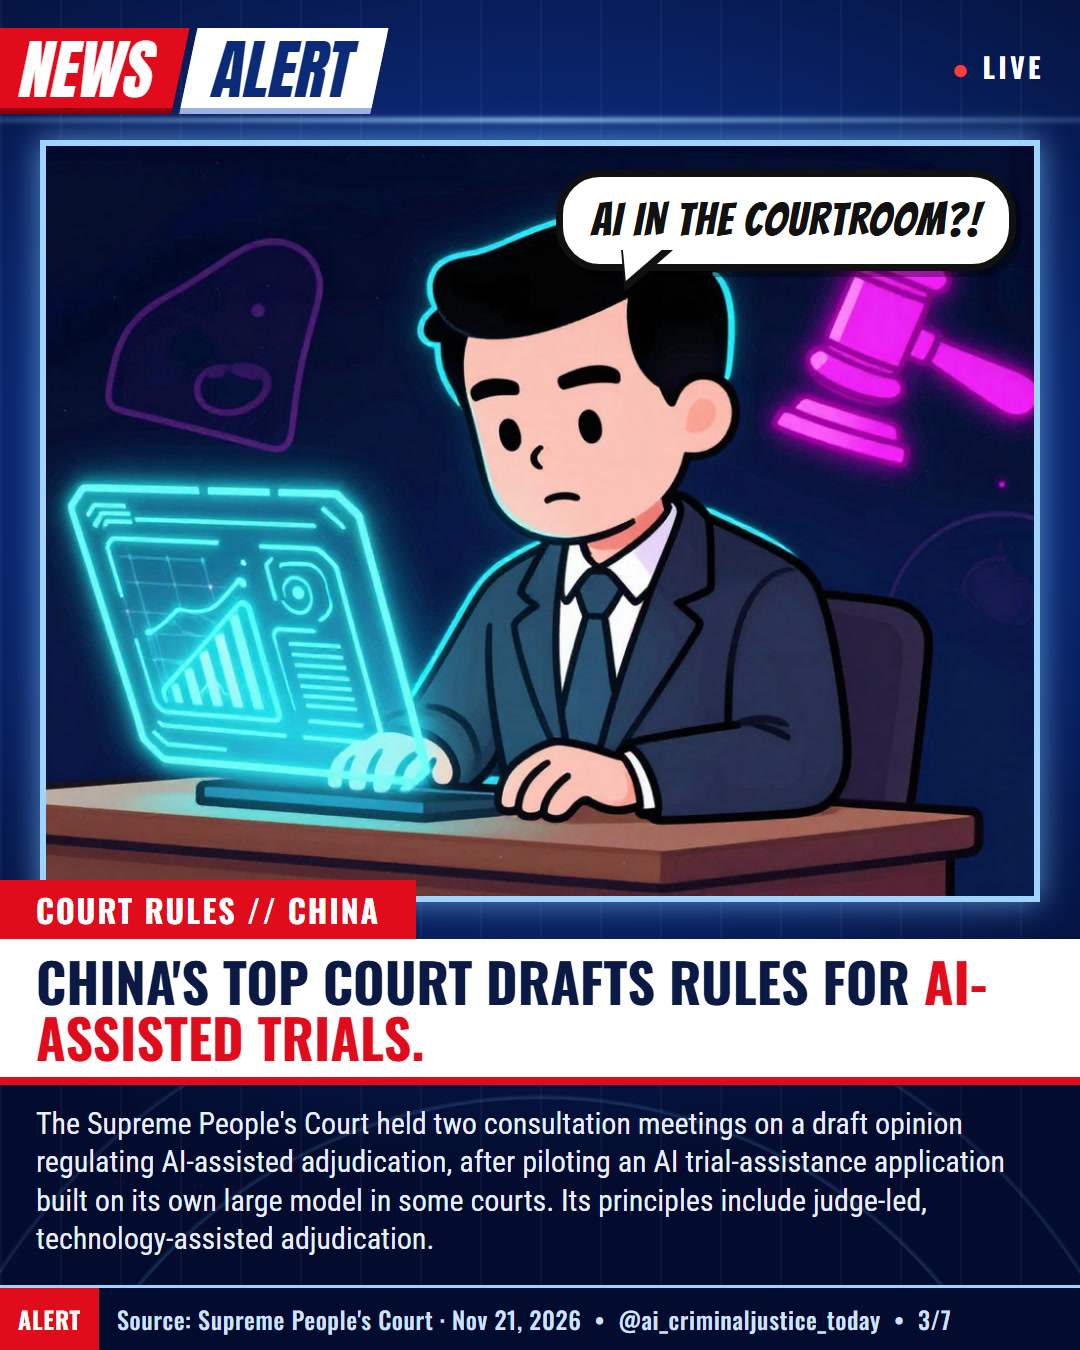 NEWS ALERT
LIVE
AI IN THE COURTROOM?!
COURT RULES // CHINA
CHINA'S TOP COURT DRAFTS RULES FOR AI-
ASSISTED TRIALS.
The Supreme People's Court held two consultation meetings on a draft opinion
regulating AI-assisted adjudication, after piloting an AI trial-assistance application
built on its own large model in some courts. Its principles include judge-led,
technology-assisted adjudication.
ALERT Source: Supreme People's Court · Nov 21, 2026 • @ai_criminaljustice_today • 3/7